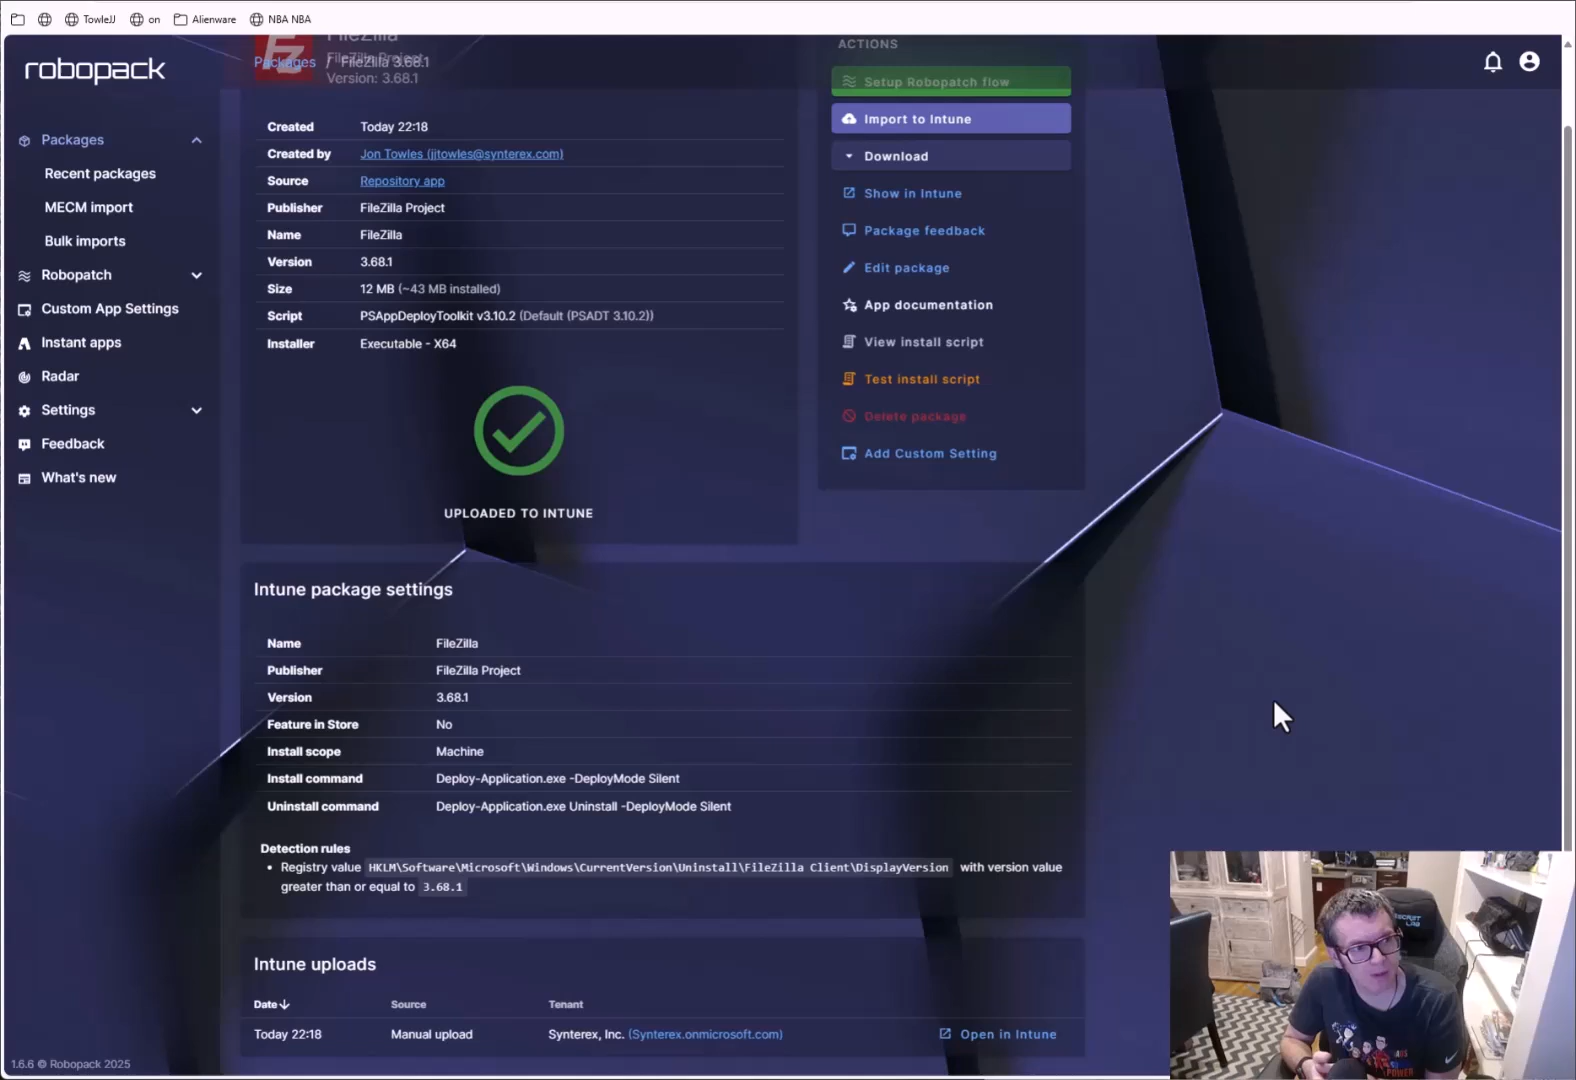 TowleJJ
on
Alienware
NBA NBA
robopack
Packages
Recent packages
MECM import
Bulk imports
Robopatch
Custom App Settings
Instant apps
Radar
Settings
Feedback
What's new
1.6.6 © Robopack 2025
FileZilla
FileZilla Project
Packages / FileZilla 3.68.1
Version: 3.68.1
Created Today 22:18
Created by Jon Towles (jjtowles@synterex.com)
Source Repository app
Publisher FileZilla Project
Name FileZilla
Version 3.68.1
Size 12 MB (~43 MB installed)
Script PSAppDeployToolkit v3.10.2 (Default (PSADT 3.10.2))
Installer Executable - X64
UPLOADED TO INTUNE
ACTIONS
Setup Robopatch flow
Import to Intune
Download
Show in Intune
Package feedback
Edit package
App documentation
View install script
Test install script
Delete package
Add Custom Setting
Intune package settings
Name FileZilla
Publisher FileZilla Project
Version 3.68.1
Feature in Store No
Install scope Machine
Install command Deploy-Application.exe -DeployMode Silent
Uninstall command Deploy-Application.exe Uninstall -DeployMode Silent
Detection rules
• Registry value HKLM\Software\Microsoft\Windows\CurrentVersion\Uninstall\FileZilla Client\DisplayVersion with version value
greater than or equal to 3.68.1
Intune uploads
Date Source Tenant
Today 22:18 Manual upload Synterex, Inc. (Synterex.onmicrosoft.com) Open in Intune
POWER